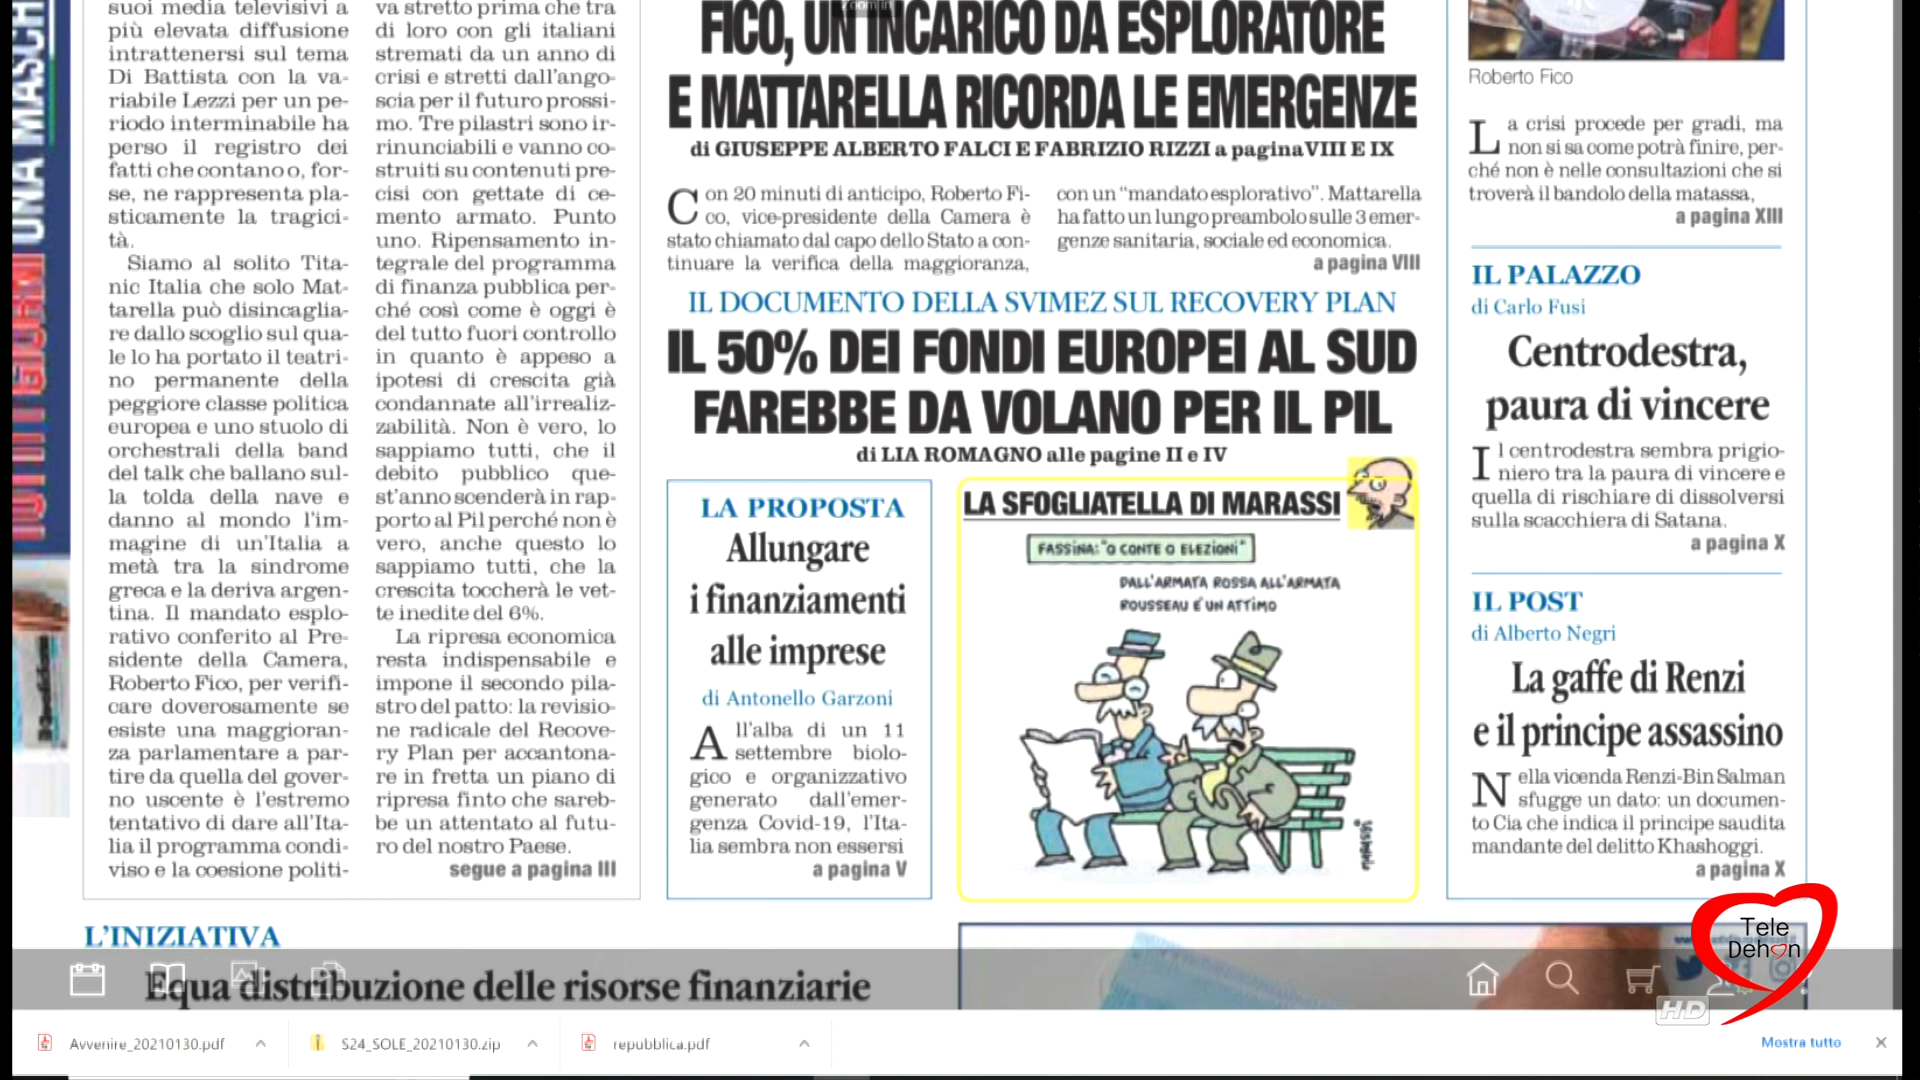 suoi media televisivi a
più elevata diffusione
intrattenersi sul tema
Di Battista con la va-
riabile Lezzi per un pe-
riodo interminabile ha
perso il registro dei
fatti che contano o, for-
se, ne rappresenta pla-
sticamente la tragici-
tà.
Siamo al solito Tita-
nic Italia che solo Mat-
tarella può disincaglia-
re dallo scoglio sul qua-
le lo ha portato il teatri-
no permanente della
peggiore classe politica
europea e uno stuolo di
orchestrali della band
del talk che ballano sul-
la tolda della nave e
danno al mondo l'im-
magine di un'Italia a
metà tra la sindrome
greca e la deriva argen-
tina. Il mandato esplo-
rativo conferito al Pre-
sidente della Camera,
Roberto Fico, per verifi-
care doverosamente se
esiste una maggioran-
za parlamentare a par-
tire da quella del gover-
no uscente è l'estremo
tentativo di dare all'Ita-
lia il programma condi-
viso e la coesione politi-
va stretto prima che tra
di loro con gli italiani
stremati da un anno di
crisi e stretti dall'ango-
scia per il futuro prossi-
mo. Tre pilastri sono ir-
rinunciabili e vanno co-
struiti su contenuti pre-
cisi con gettate di ce-
mento armato. Punto
uno. Ripensamento in-
tegrale del programma
di finanza pubblica per-
ché così come è oggi è
del tutto fuori controllo
in quanto è appeso a
ipotesi di crescita già
condannate all'irrealiz-
zabilità. Non è vero, lo
sappiamo tutti, che il
debito pubblico que-
st'anno scenderà in rap-
porto al Pil perché non è
vero, anche questo lo
sappiamo tutti, che la
crescita toccherà le vet-
te inedite del 6%.
La ripresa economica
resta indispensabile e
impone il secondo pila-
stro del patto: la revisio-
ne radicale del Recove-
ry Plan per accantona-
re in fretta un piano di
ripresa finto che sareb-
be un attentato al futu-
ro del nostro Paese.
segue a pagina III
FICO, UN INCARICO DA ESPLORATORE
E MATTARELLA RICORDA LE EMERGENZE
di GIUSEPPE ALBERTO FALCI E FABRIZIO RIZZI a pagina VIII E IX
Con 20 minuti di anticipo, Roberto Fi-
co, vice-presidente della Camera è
stato chiamato dal capo dello Stato a con-
tinuare la verifica della maggioranza,
con un "mandato esplorativo". Mattarella
ha fatto un lungo preambolo sulle 3 emer-
genze sanitaria, sociale ed economica.
a pagina VIII
IL DOCUMENTO DELLA SVIMEZ SUL RECOVERY PLAN
IL 50% DEI FONDI EUROPEI AL SUD
FAREBBE DA VOLANO PER IL PIL
di LIA ROMAGNO alle pagine II e IV
LA PROPOSTA
Allungare
i finanziamenti
alle imprese
di Antonello Garzoni
All'alba di un 11
settembre biolo-
gico e organizzativo
generato dall'emer-
genza Covid-19, l'Ita-
lia sembra non essersi
a pagina V
LA SFOGLIATELLA DI MARASSI
FASSINA: "O CONTE O ELEZIONI"
DALL'ARMATA ROSSA ALL'ARMATA
ROUSSEAU É UN ATTIMO
Roberto Fico
La crisi procede per gradi, ma
non si sa come potrà finire, per-
ché non è nelle consultazioni che si
troverà il bandolo della matassa,
a pagina XIII
IL PALAZZO
di Carlo Fusi
Centrodestra,
paura di vincere
Il centrodestra sembra prigio-
niero tra la paura di vincere e
quella di rischiare di dissolversi
sulla scacchiera di Satana.
a pagina X
IL POST
di Alberto Negri
La gaffe di Renzi
e il principe assassino
Nella vicenda Renzi-Bin Salman
sfugge un dato: un documen-
to Cia che indica il principe saudita
mandante del delitto Khashoggi.
a pagina X
L'INIZIATIVA
Equa distribuzione delle risorse finanziarie
Tele
Dehon
HD
Avvenire_20210130.pdf
S24_SOLE_20210130.zip
repubblica.pdf
Mostra tutto
UNA MASCH
TUTTI I GIORNI
Zoom in